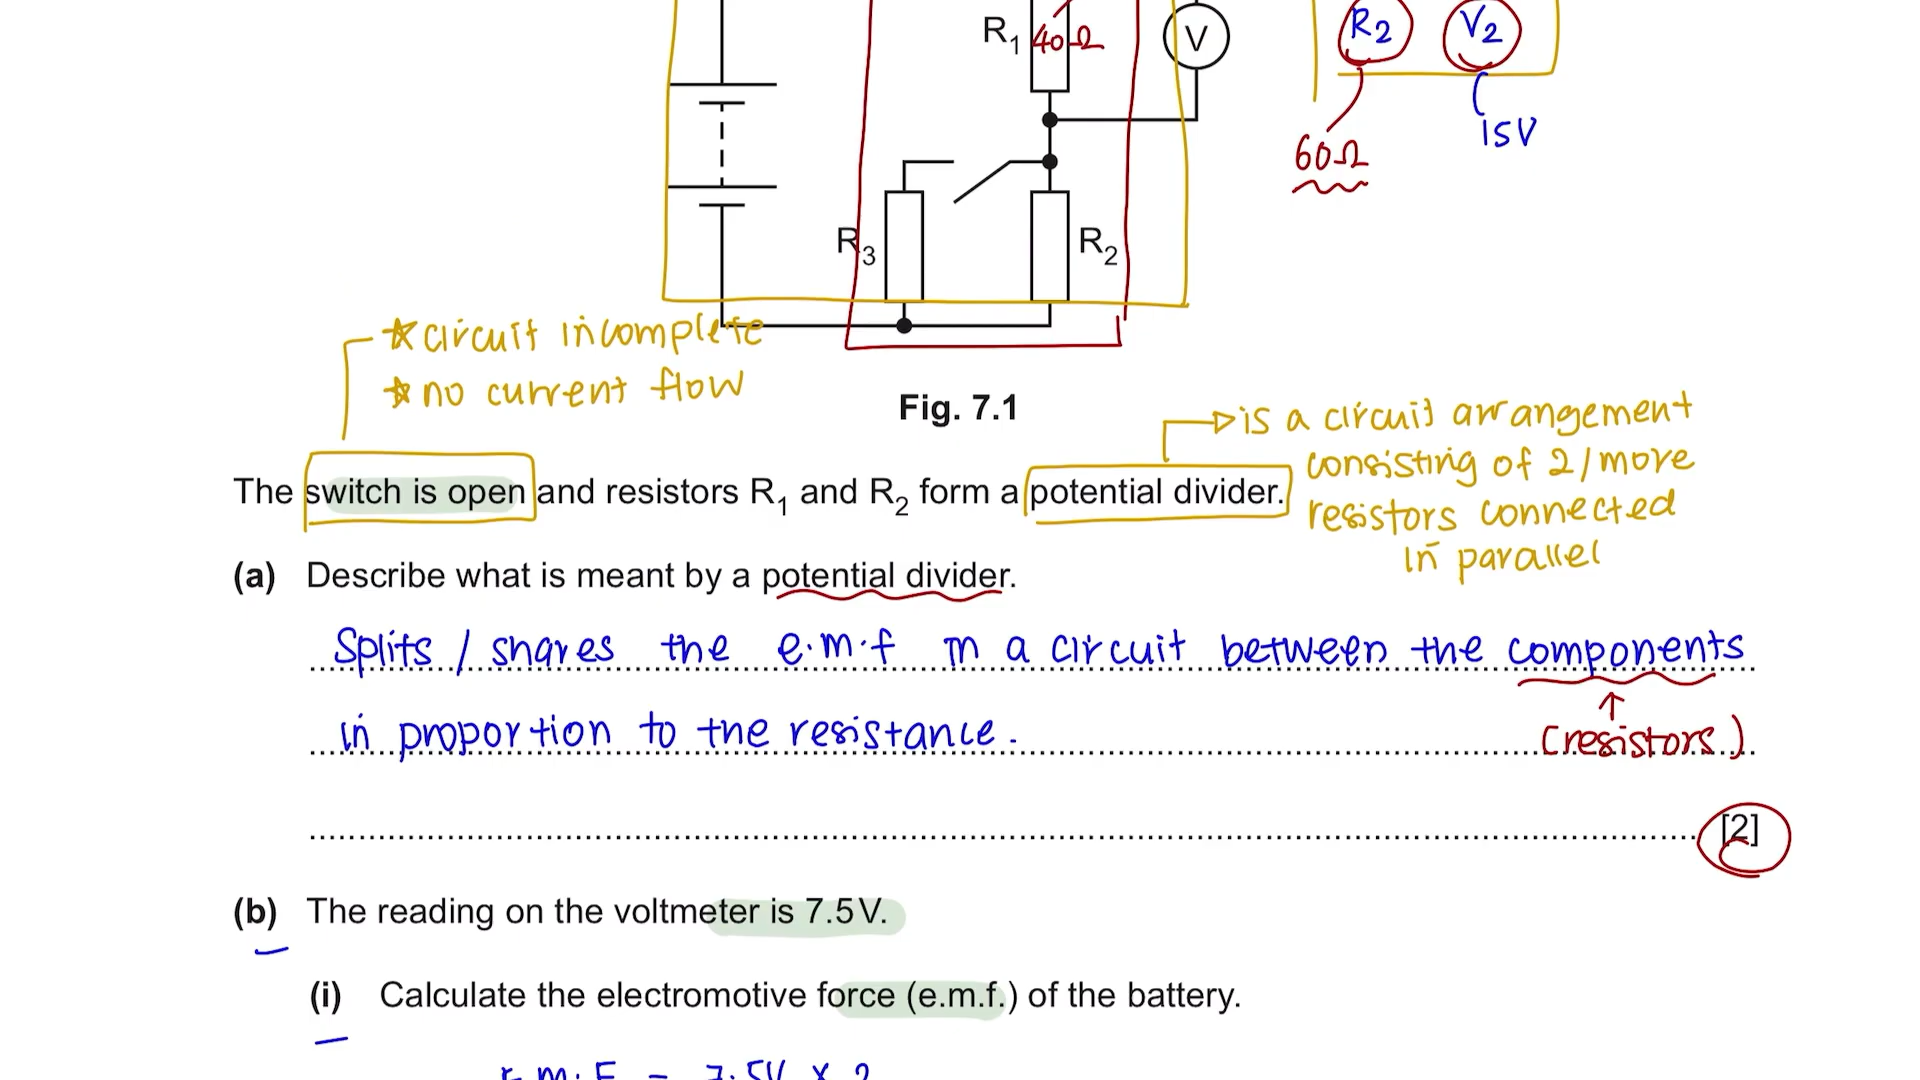 R1 40Ω V
R2 V2
15V
60Ω
R3 R2
★ circuit incomplete
★ no current flow
Fig. 7.1
is a circuit arrangement
consisting of 2/more
resistors connected
in parallel
The switch is open and resistors R1 and R2 form a potential divider.
(a) Describe what is meant by a potential divider.
Splits / shares the e.m.f in a circuit between the components
in proportion to the resistance.
(resistors)
[2]
(b) The reading on the voltmeter is 7.5 V.
(i) Calculate the electromotive force (e.m.f.) of the battery.
E.M.F = 7.5V x 2